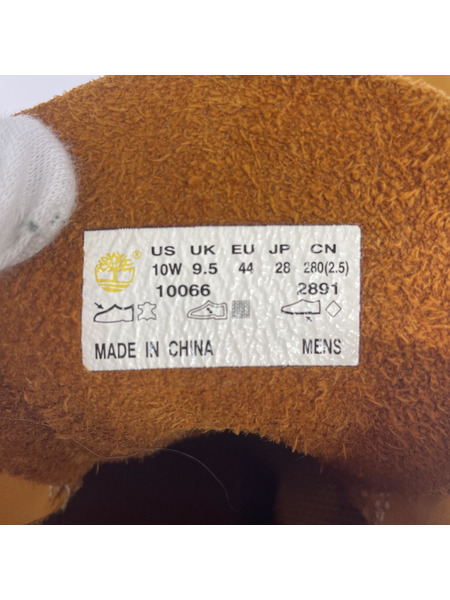 ® US UK EU JP CN
10W 9.5 44 28 280(2.5)
10066 2891
MADE IN CHINA MENS